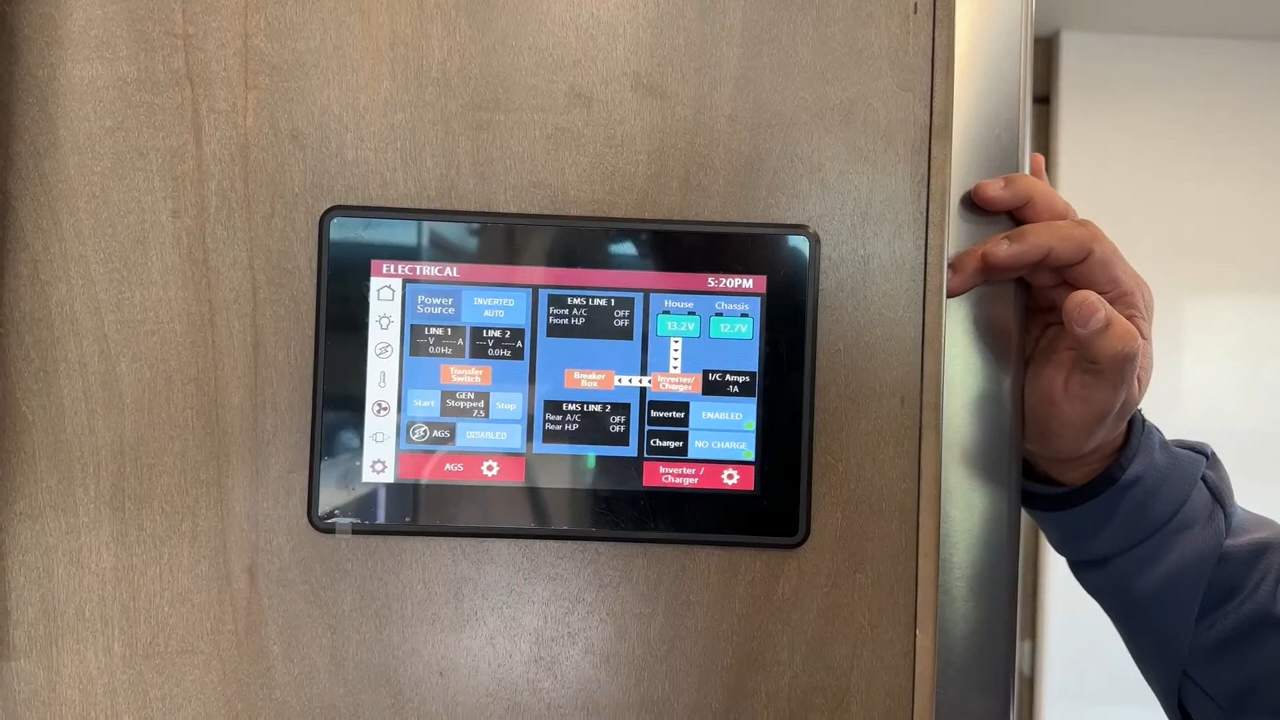 ELECTRICAL
5:20PM
Power
Source
INVERTED
AUTO
LINE 1
---V ----A
0.0Hz
LINE 2
---V ----A
0.0Hz
Transfer
Switch
Start
GEN
Stopped
7.5
Stop
AGS
DISABLED
AGS
EMS LINE 1
Front A/C OFF
Front H.P OFF
Breaker
Box
EMS LINE 2
Rear A/C OFF
Rear H.P OFF
House
Chassis
13.2V
12.7V
Inverter/
Charger
I/C Amps
-1A
Inverter
ENABLED
Charger
NO CHARGE
Inverter /
Charger